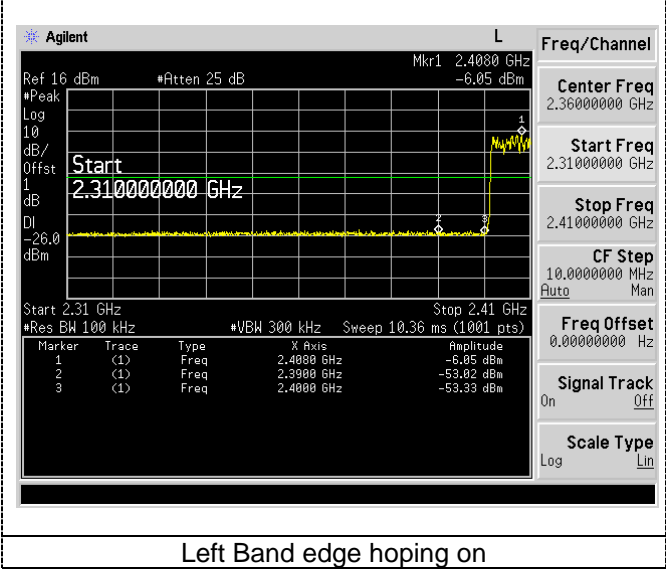 Agilent L
Mkr1 2.4080 GHz
Ref 16 dBm #Atten 25 dB -6.05 dBm
#Peak
Log
10
dB/
Offst
1
dB
DI
-26.0
dBm
1
Start
2.310000000 GHz
2 3
Start 2.31 GHz Stop 2.41 GHz
#Res BW 100 kHz #VBW 300 kHz Sweep 10.36 ms (1001 pts)
Marker Trace Type X Axis Amplitude
1 (1) Freq 2.4080 GHz -6.05 dBm
2 (1) Freq 2.3900 GHz -53.02 dBm
3 (1) Freq 2.4000 GHz -53.33 dBm
Freq/Channel
Center Freq
2.36000000 GHz
Start Freq
2.31000000 GHz
Stop Freq
2.41000000 GHz
CF Step
10.0000000 MHz
Auto Man
Freq Offset
0.00000000 Hz
Signal Track
On Off
Scale Type
Log Lin
Left Band edge hoping on